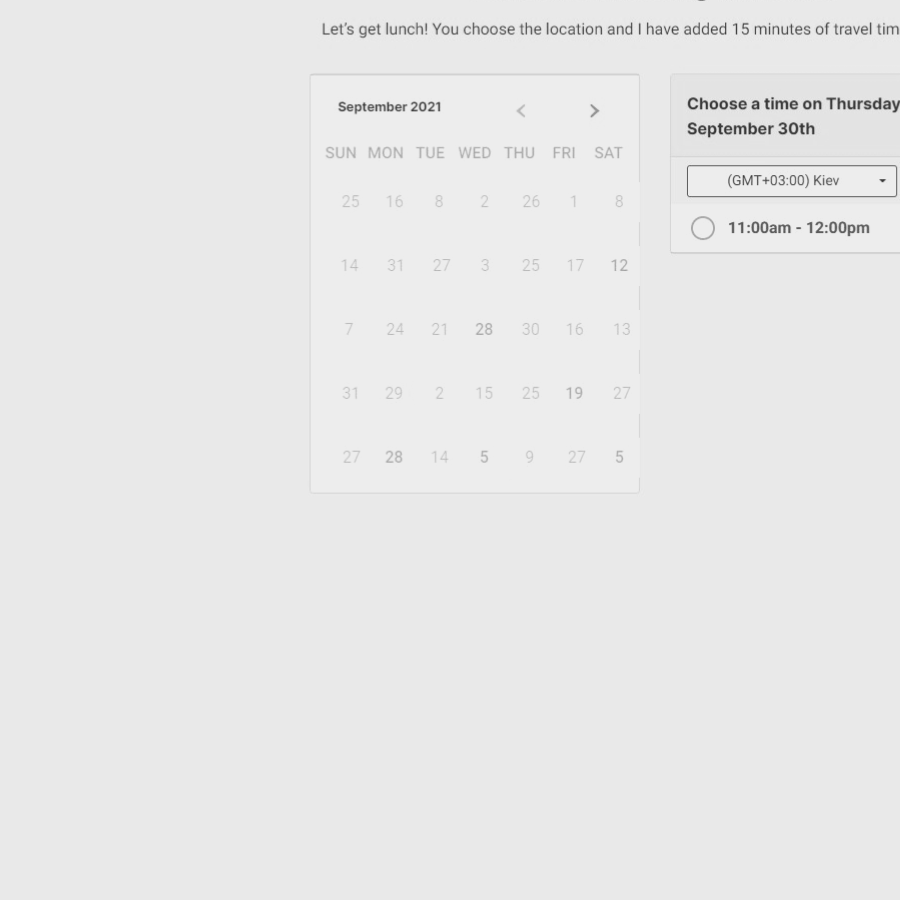 Let's get lunch! You choose the location and I have added 15 minutes of travel tim
September 2021
SUN MON TUE WED THU FRI SAT
25 16 8 2 26 1 8
14 31 27 3 25 17 12
7 24 21 28 30 16 13
31 29 2 15 25 19 27
27 28 14 5 9 27 5
Choose a time on Thursday
September 30th
(GMT+03:00) Kiev
11:00am - 12:00pm